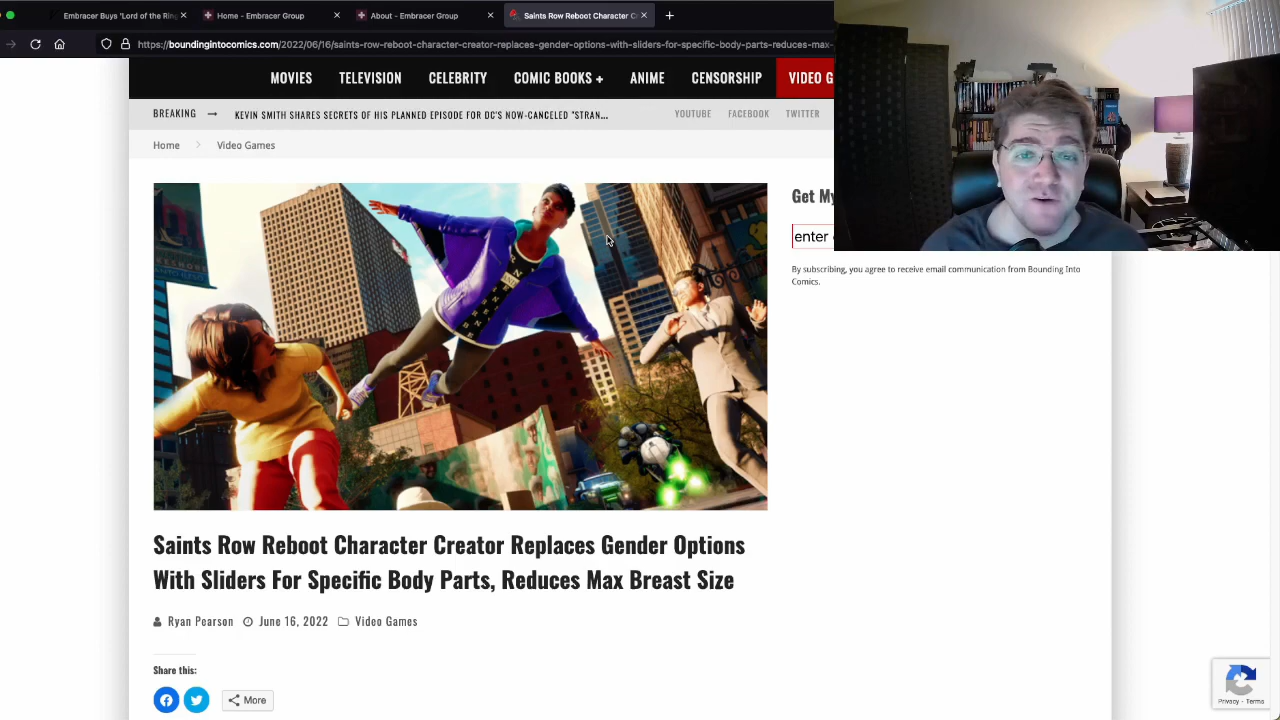 Embracer Buys "Lord of the Ring
Home - Embracer Group
About - Embracer Group
Saints Row Reboot Character C
https://boundingintocomics.com/2022/06/16/saints-row-reboot-character-creator-replaces-gender-options-with-sliders-for-specific-body-parts-reduces-max-
MOVIES TELEVISION CELEBRITY COMIC BOOKS + ANIME CENSORSHIP VIDEO G
BREAKING → KEVIN SMITH SHARES SECRETS OF HIS PLANNED EPISODE FOR DC'S NOW-CANCELED "STRAN... YOUTUBE FACEBOOK TWITTER
Home > Video Games
Get My
enter
By subscribing, you agree to receive email communication from Bounding Into
Comics.
Saints Row Reboot Character Creator Replaces Gender Options
With Sliders For Specific Body Parts, Reduces Max Breast Size
Ryan Pearson June 16, 2022 Video Games
Share this:
More
Privacy - Terms